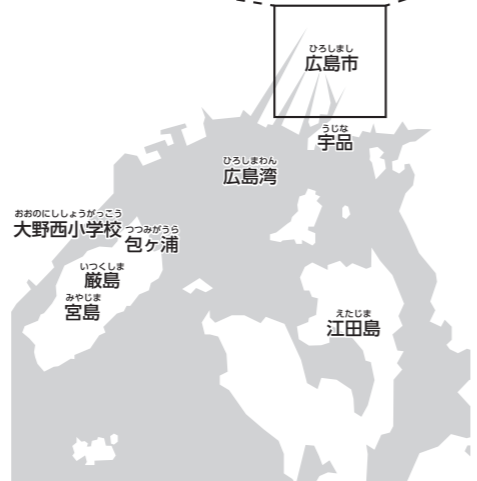 ひろしまし
広島市
うじな
宇品
ひろしまわん
広島湾
おおのにししょうがっこう
大野西小学校
つつみがうら
包ヶ浦
いつくしま
厳島
みやじま
宮島
えたじま
江田島